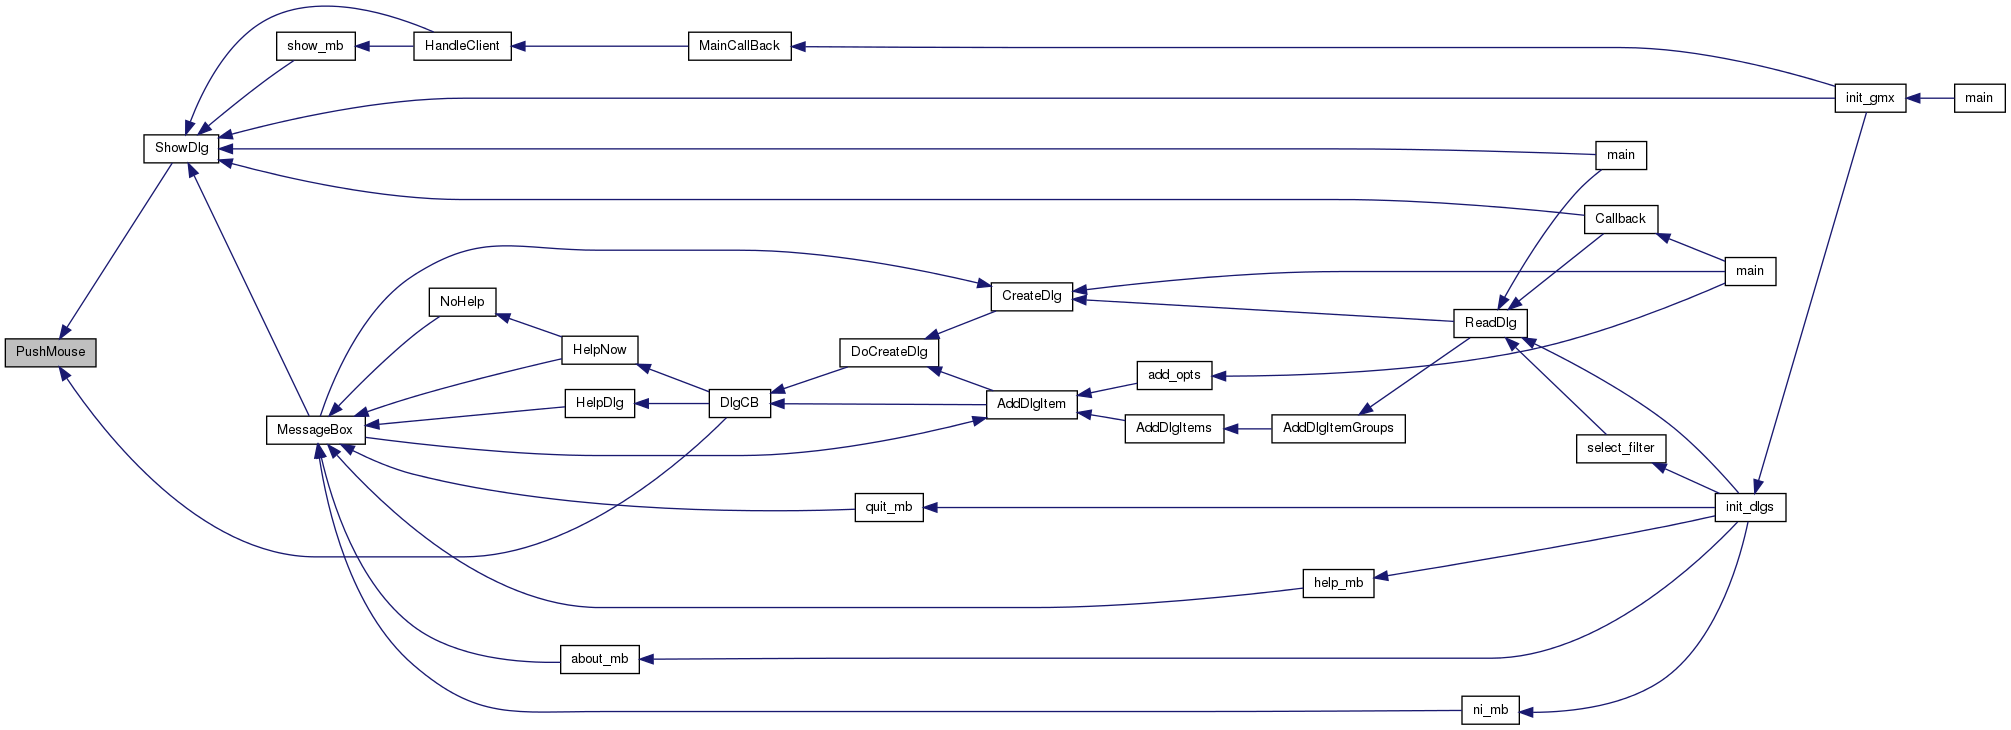 show_mb
HandleClient
MainCallBack
init_gmx
main
ShowDlg
main
Callback
main
NoHelp
CreateDlg
ReadDlg
PushMouse
HelpNow
DoCreateDlg
add_opts
HelpDlg
DlgCB
AddDlgItem
MessageBox
AddDlgItems
AddDlgItemGroups
select_filter
quit_mb
init_dlgs
help_mb
about_mb
ni_mb